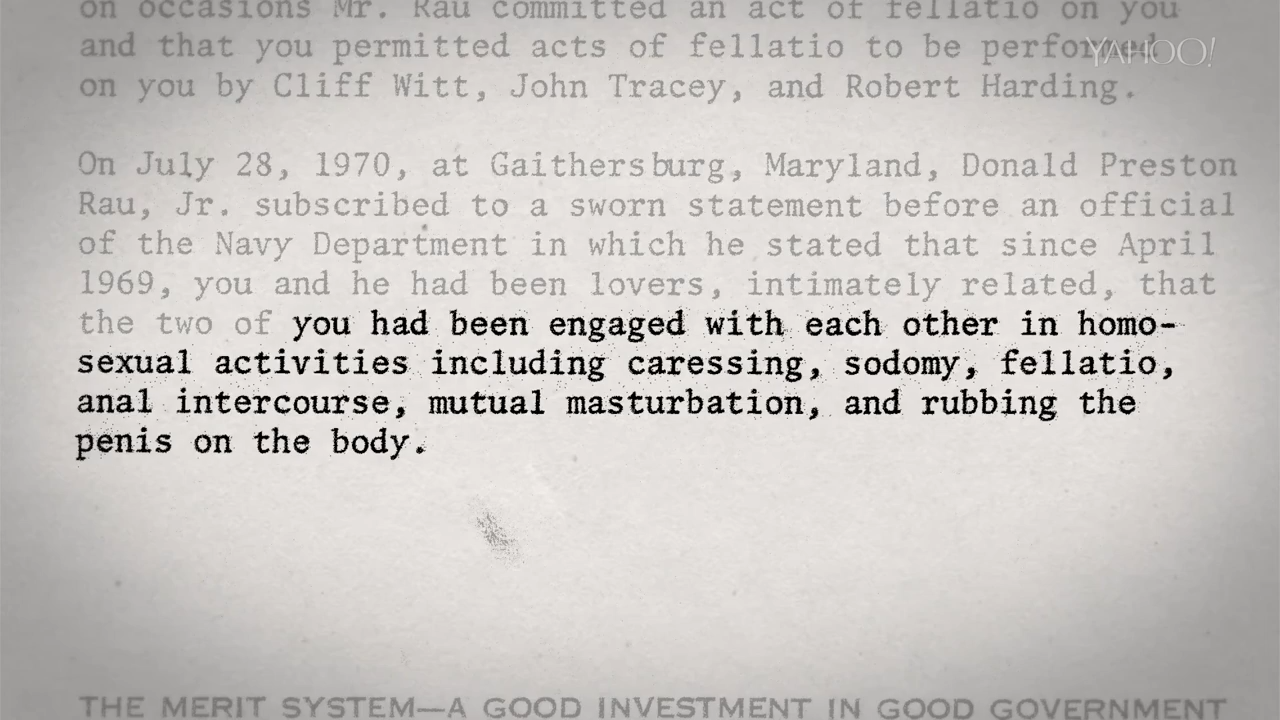 on occasions Mr. Rau committed an act of fellatio on you
and that you permitted acts of fellatio to be performed
on you by Cliff Witt, John Tracey, and Robert Harding.
YAHOO!
On July 28, 1970, at Gaithersburg, Maryland, Donald Preston
Rau, Jr. subscribed to a sworn statement before an official
of the Navy Department in which he stated that since April
1969, you and he had been lovers, intimately related, that
the two of you had been engaged with each other in homo-
sexual activities including caressing, sodomy, fellatio,
anal intercourse, mutual masturbation, and rubbing the
penis on the body.
THE MERIT SYSTEM—A GOOD INVESTMENT IN GOOD GOVERNMENT